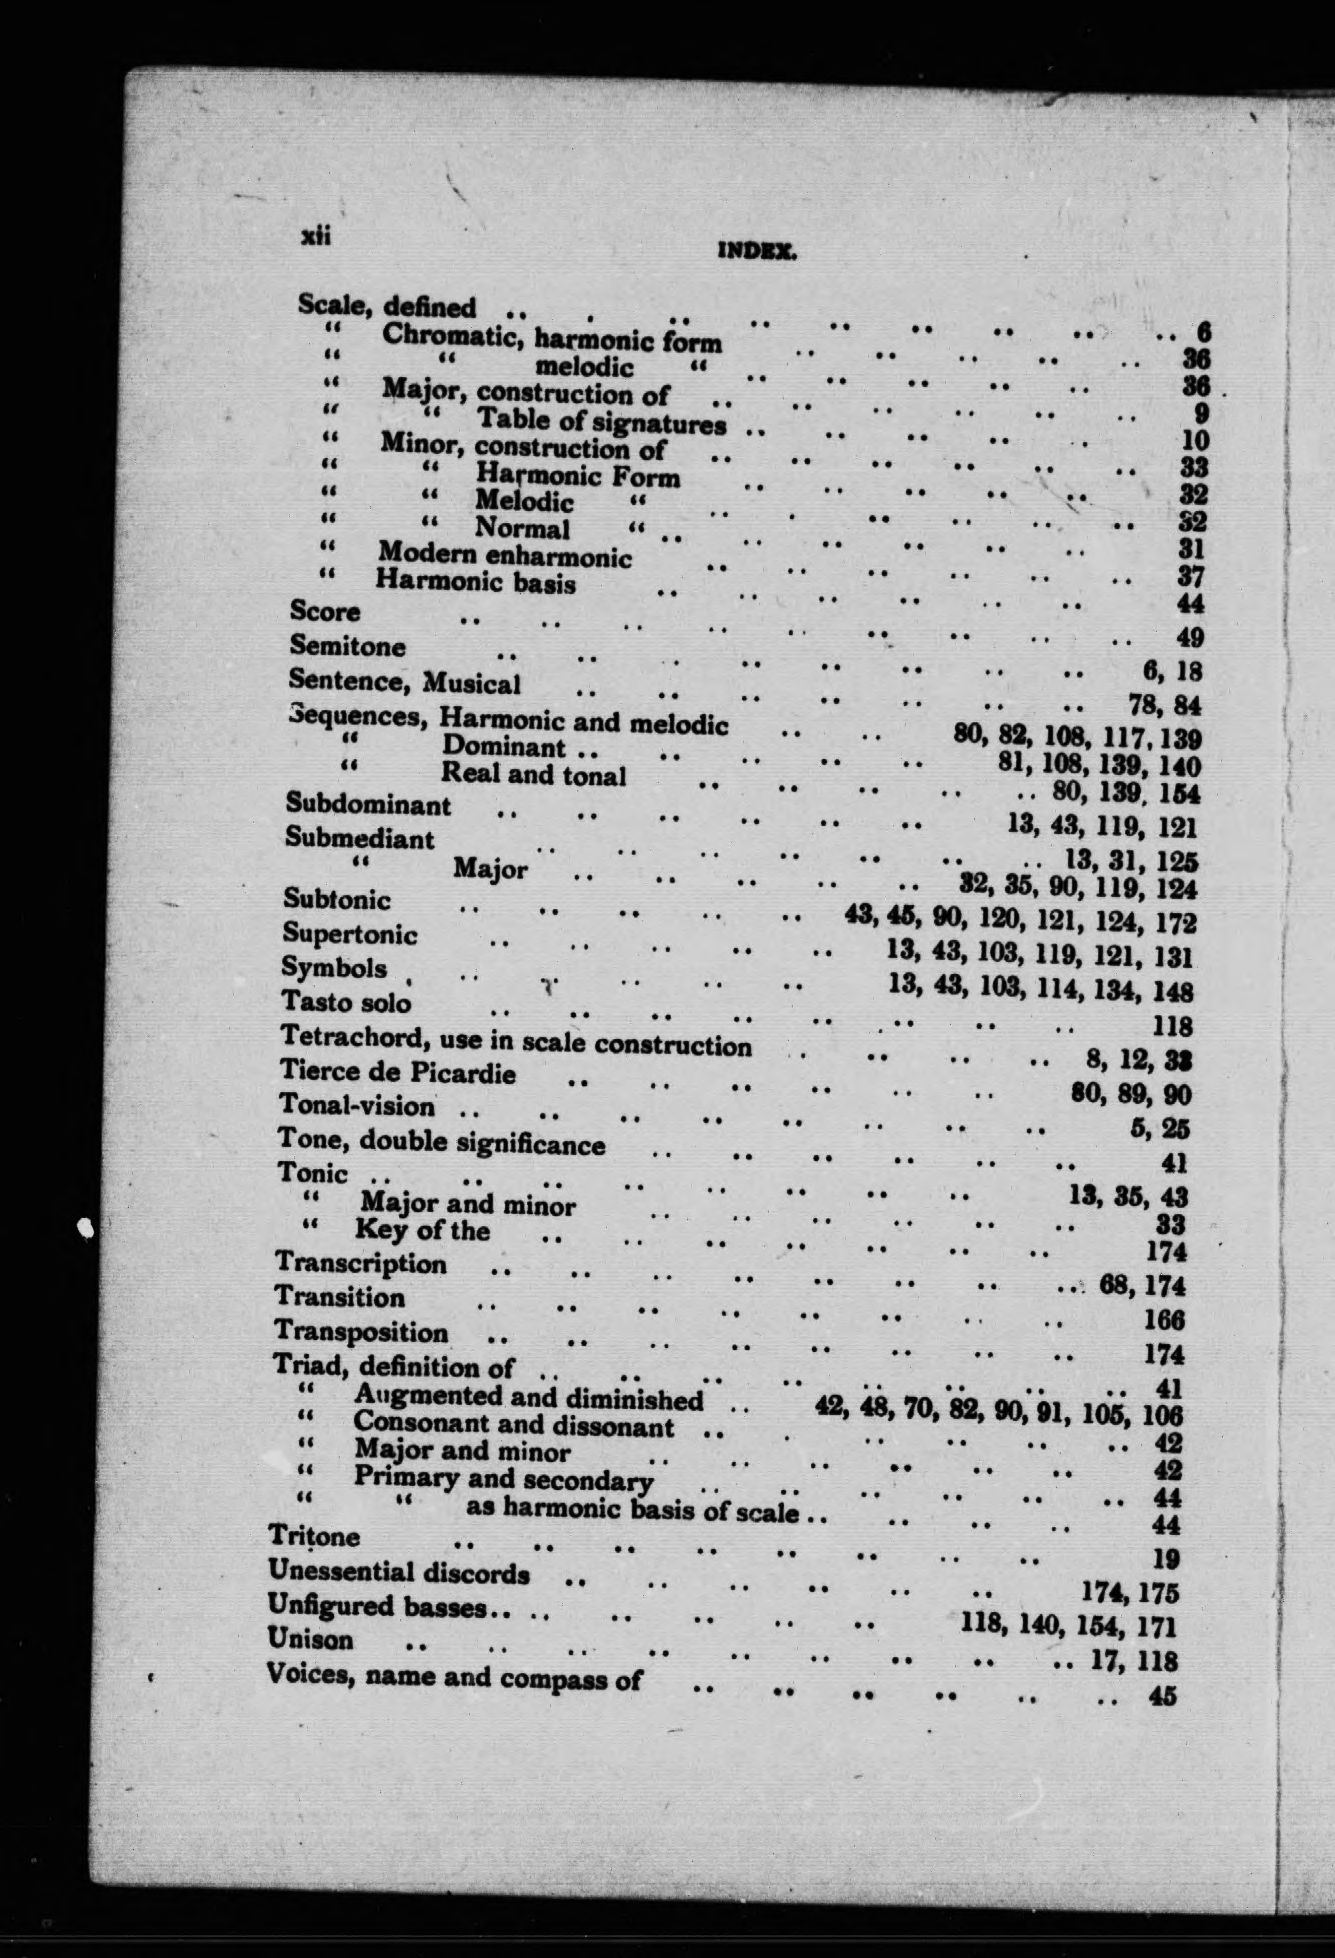 xii
INDEX.
Scale, defined .. . .. .. .. .. .. .. .. 6
“ Chromatic, harmonic form .. .. .. .. .. 36
“ “ melodic “ .. .. .. .. .. 36
“ Major, construction of .. .. .. .. .. .. 9
“ “ Table of signatures .. .. .. .. .. 10
“ Minor, construction of .. .. .. .. .. .. 33
“ “ Harmonic Form .. .. .. .. .. 32
“ “ Melodic “ .. . .. .. .. .. 32
“ “ Normal “ .. .. .. .. .. .. 31
“ Modern enharmonic .. .. .. .. .. .. 37
“ Harmonic basis .. .. .. .. .. .. 44
Score .. .. .. .. .. .. .. .. .. 49
Semitone .. .. . .. .. .. .. .. 6, 18
Sentence, Musical .. .. .. .. .. .. .. 78, 84
Sequences, Harmonic and melodic .. .. 80, 82, 108, 117, 139
“ Dominant .. .. .. .. .. 81, 108, 139, 140
“ Real and tonal .. .. .. .. .. 80, 139, 154
Subdominant .. .. .. .. .. .. 13, 43, 119, 121
Submediant .. .. .. .. .. .. .. 13, 31, 125
“ Major .. .. .. .. .. 32, 35, 90, 119, 124
Subtonic .. .. .. .. .. 43, 45, 90, 120, 121, 124, 172
Supertonic .. .. .. .. .. 13, 43, 103, 119, 121, 131
Symbols .. .. .. .. .. 13, 43, 103, 114, 134, 148
Tasto solo .. .. .. .. .. .. .. .. 118
Tetrachord, use in scale construction . .. .. .. 8, 12, 33
Tierce de Picardie .. .. .. .. .. .. 80, 89, 90
Tonal-vision .. .. .. .. .. .. .. .. 5, 25
Tone, double significance .. .. .. .. .. .. 41
Tonic .. .. .. .. .. .. .. .. 13, 35, 43
“ Major and minor .. .. .. .. .. .. 33
“ Key of the .. .. .. .. .. .. .. 174
Transcription .. .. .. .. .. .. .. .. 68, 174
Transition .. .. .. .. .. .. .. .. 166
Transposition .. .. .. .. .. .. .. .. 174
Triad, definition of .. .. .. .. .. .. .. .. 41
“ Augmented and diminished .. 42, 48, 70, 82, 90, 91, 105, 106
“ Consonant and dissonant .. . .. .. .. .. 42
“ Major and minor .. .. .. .. .. .. 42
“ Primary and secondary .. .. .. .. .. .. 44
“ “ as harmonic basis of scale .. .. .. .. 44
Tritone .. .. .. .. .. .. .. .. 19
Unessential discords .. .. .. .. .. .. 174, 175
Unfigured basses.. .. .. .. .. .. 118, 140, 154, 171
Unison .. .. .. .. .. .. .. .. .. 17, 118
Voices, name and compass of .. .. .. .. .. .. 45